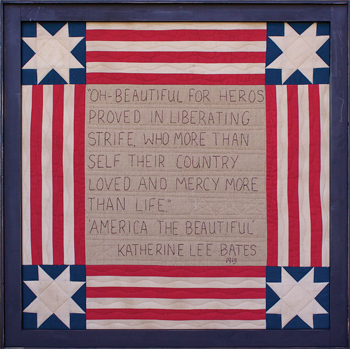 "OH-BEAUTIFUL FOR HEROS
PROVED IN LIBERATING
STRIFE, WHO MORE THAN
SELF THEIR COUNTRY
LOVED AND MERCY MORE
THAN LIFE."
"AMERICA THE BEAUTIFUL"
KATHERINE LEE BATES